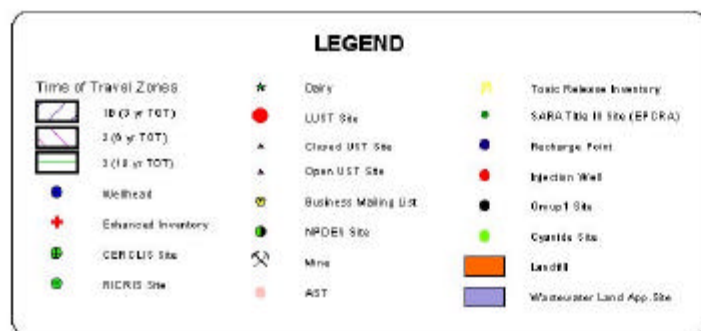 LEGEND
Time of Travel Zones
1B (3 yr TOT)
2 (6 yr TOT)
3 (10 yr TOT)
Wellhead
Enhanced Inventory
CERCLIS Site
RICRIS Site
Dairy
LUST Site
Closed UST Site
Open UST Site
Business Mailing List
NPDES Site
Mine
AST
Toxic Release Inventory
SARA Title III Site (EPCRA)
Recharge Point
Injection Well
Group1 Site
Cyanide Site
Landfill
Wastewater Land App.Site